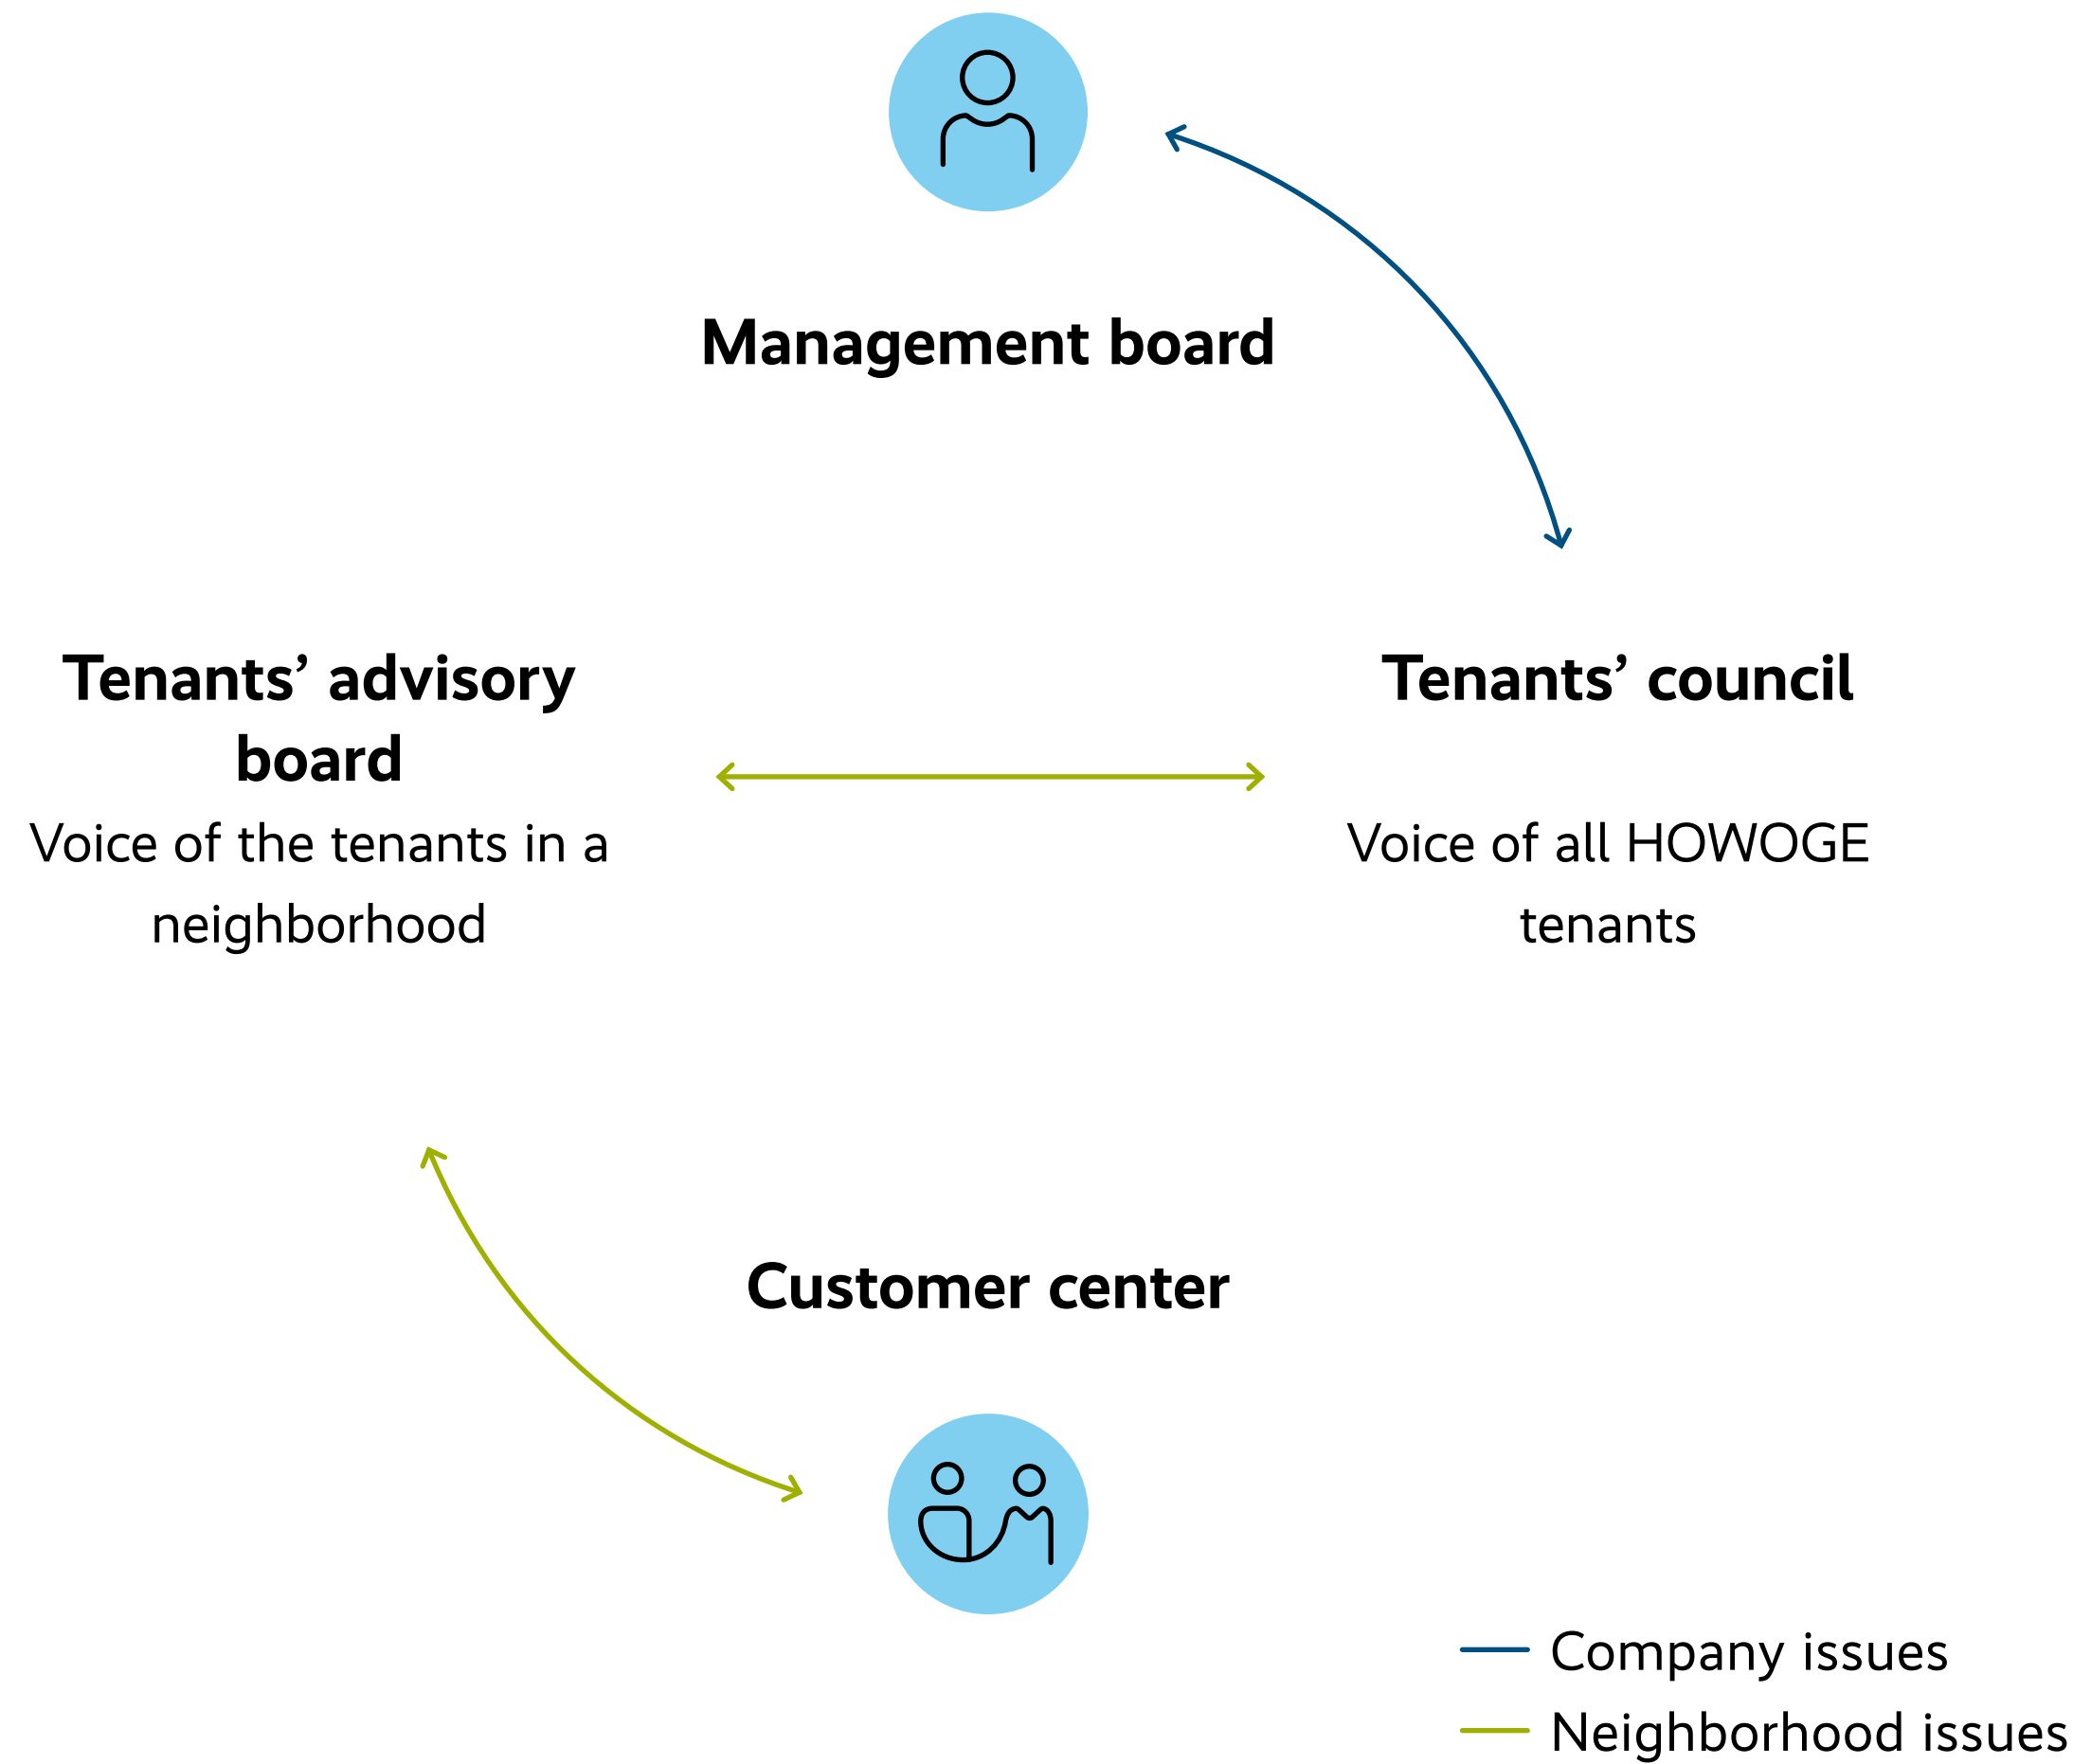 Management board
Tenants’ advisory
board
Voice of the tenants in a
neighborhood
Tenants’ council
Voice of all HOWOGE
tenants
Customer center
Company issues
Neighborhood issues